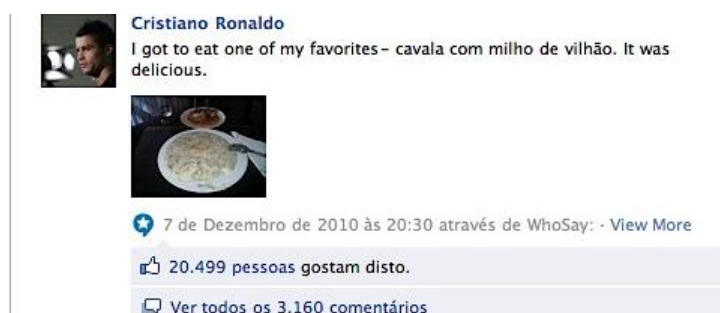 Cristiano Ronaldo
I got to eat one of my favorites- cavala com milho de vilhão. It was
delicious.
7 de Dezembro de 2010 às 20:30 através de WhoSay: · View More
20.499 pessoas gostam disto.
Ver todos os 3.160 comentários